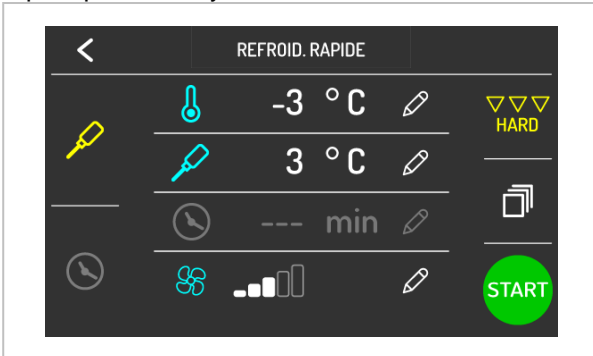 REFROID. RAPIDE
-3 °C
HARD
3 °C
--- min
START